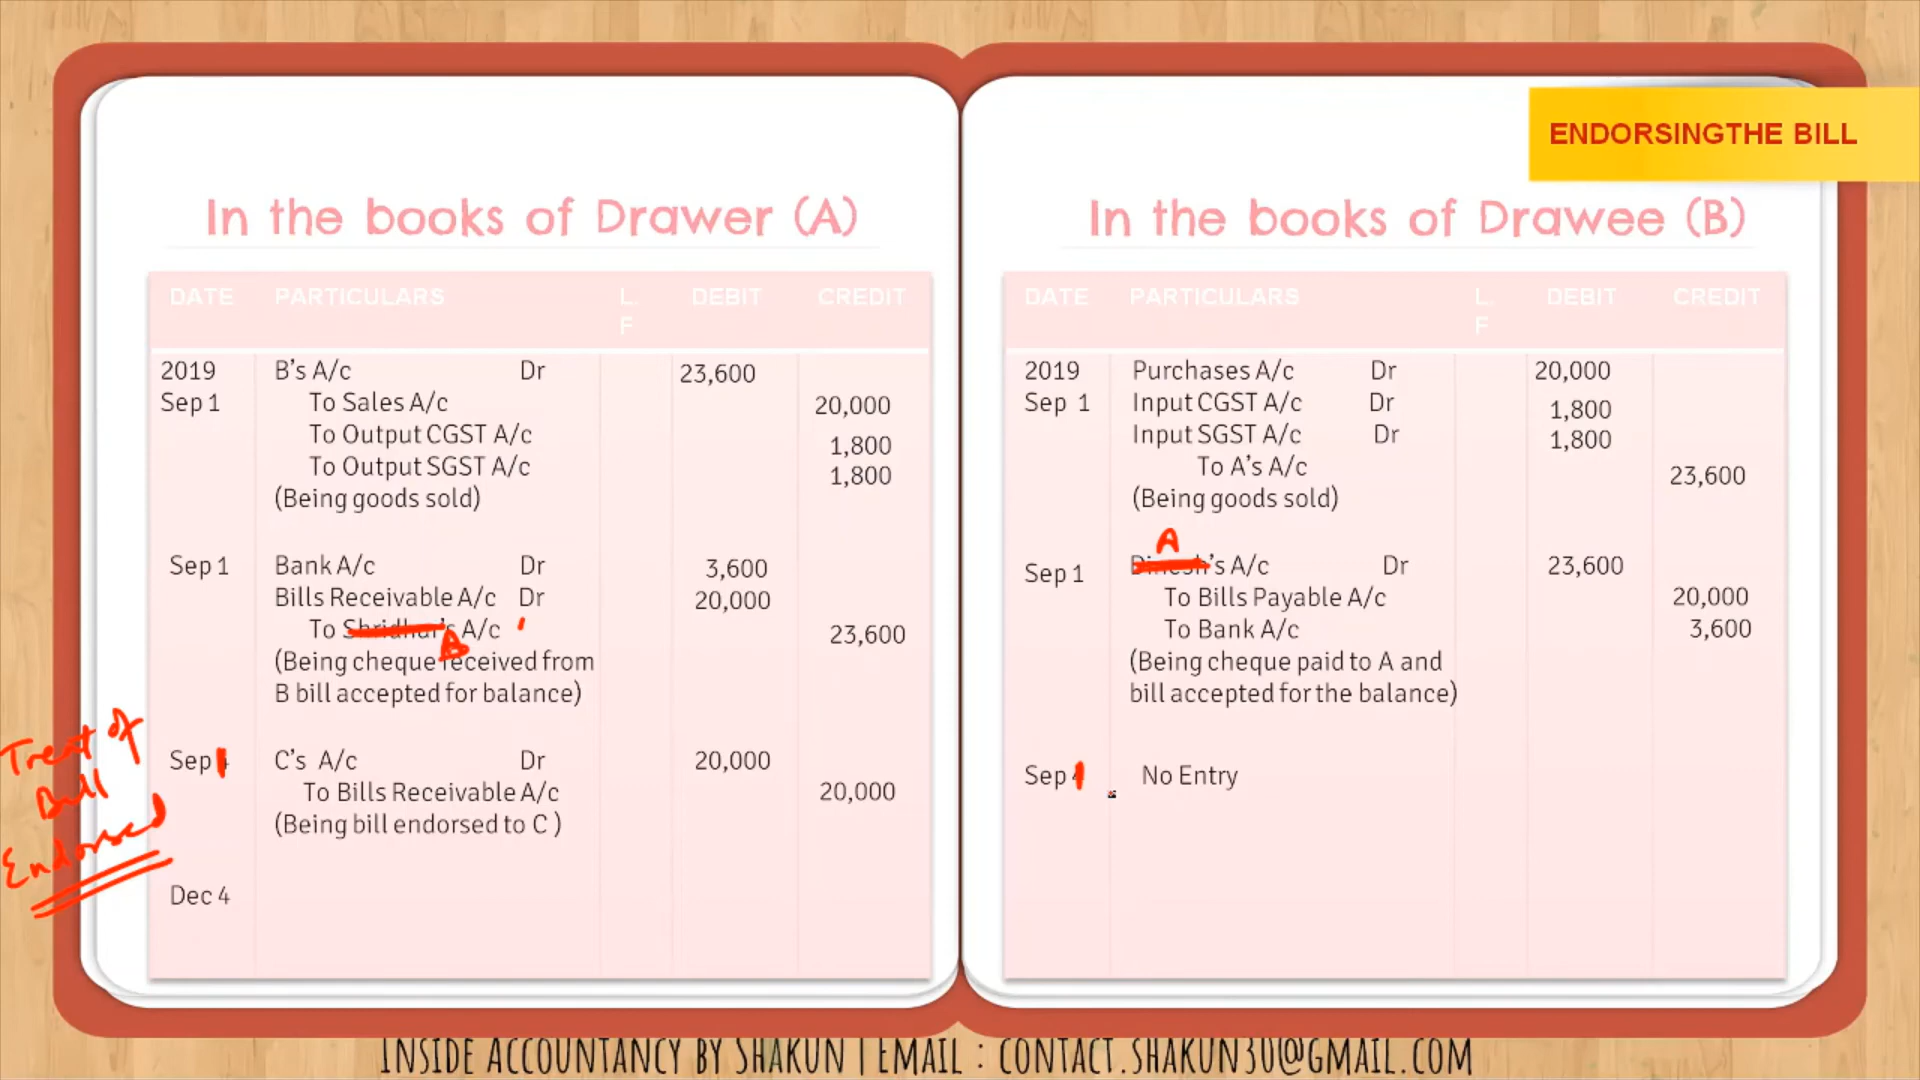 ENDORSINGTHE BILL
In the books of Drawer (A)
DATE PARTICULARS L. F DEBIT CREDIT
2019 B's A/c Dr 23,600
Sep 1 To Sales A/c 20,000
To Output CGST A/c 1,800
To Output SGST A/c 1,800
(Being goods sold)
Sep 1 Bank A/c Dr 3,600
Bills Receivable A/c Dr 20,000
To Shridhar's A/c 23,600
B
(Being cheque received from
B bill accepted for balance)
Sep 1 C's A/c Dr 20,000
To Bills Receivable A/c 20,000
(Being bill endorsed to C )
Dec 4
Treat of
Bill
Endorsed
In the books of Drawee (B)
DATE PARTICULARS L. F DEBIT CREDIT
2019 Purchases A/c Dr 20,000
Sep 1 Input CGST A/c Dr 1,800
Input SGST A/c Dr 1,800
To A's A/c 23,600
(Being goods sold)
A
Sep 1 Dinesh's A/c Dr 23,600
To Bills Payable A/c 20,000
To Bank A/c 3,600
(Being cheque paid to A and
bill accepted for the balance)
Sep 1 No Entry
INSIDE ACCOUNTANCY BY SHAKUN | EMAIL : CONTACT.SHAKUN30@GMAIL.COM